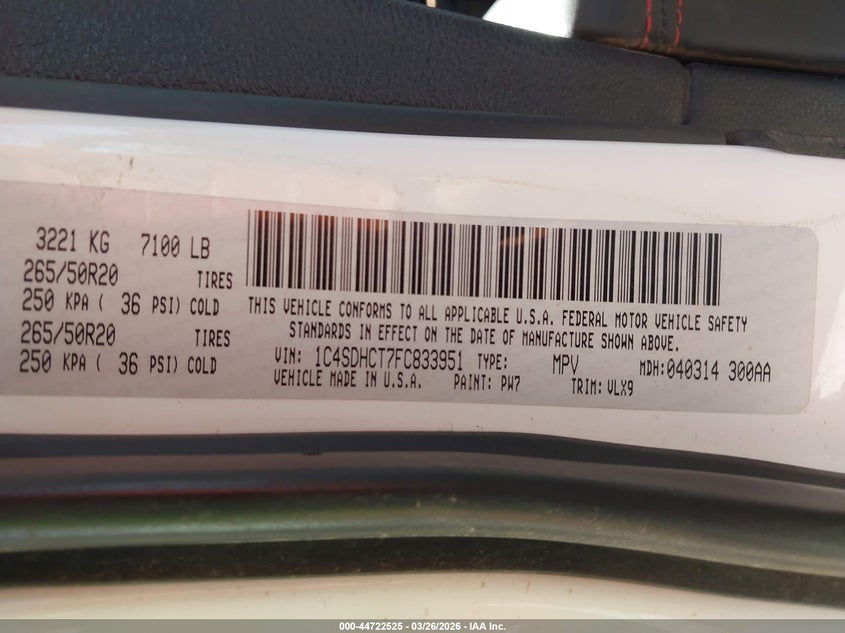 3221 KG 7100 LB
265/50R20 TIRES
250 KPA ( 36 PSI) COLD
265/50R20 TIRES
250 KPA ( 36 PSI) COLD
THIS VEHICLE CONFORMS TO ALL APPLICABLE U.S.A. FEDERAL MOTOR VEHICLE SAFETY
STANDARDS IN EFFECT ON THE DATE OF MANUFACTURE SHOWN ABOVE.
VIN: 1C4SDHCT7FC833951 TYPE: MPV MDH:040314 300AA
VEHICLE MADE IN U.S.A. PAINT: PW7 TRIM: VLX9
000-44722525 - 03/26/2026 - IAA Inc.